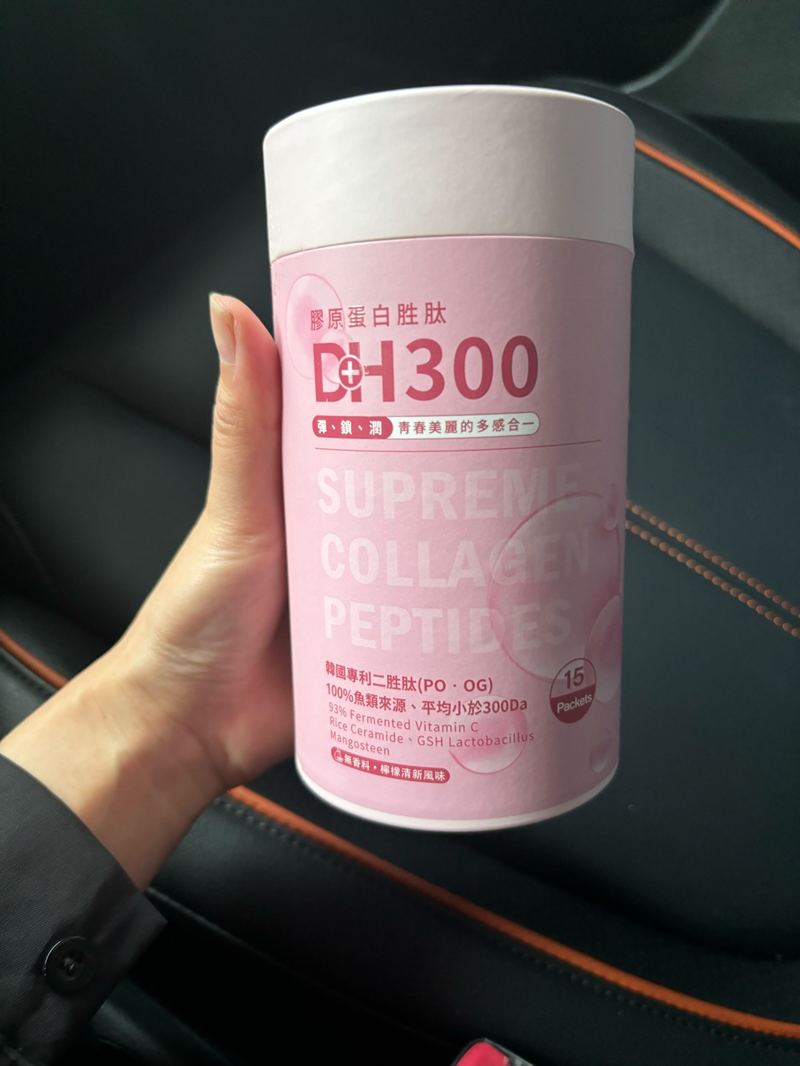 膠原蛋白胜肽
DH300
彈、鎖、潤 青春美麗的多感合一
SUPREME
COLLAGEN
PEPTIDES
韓國專利二胜肽(PO・OG)
100%魚類來源、平均小於300Da
93% Fermented Vitamin C
Rice Ceramide、GSH Lactobacillus
Mangosteen
無香料・檸檬清新風味
15
Packets